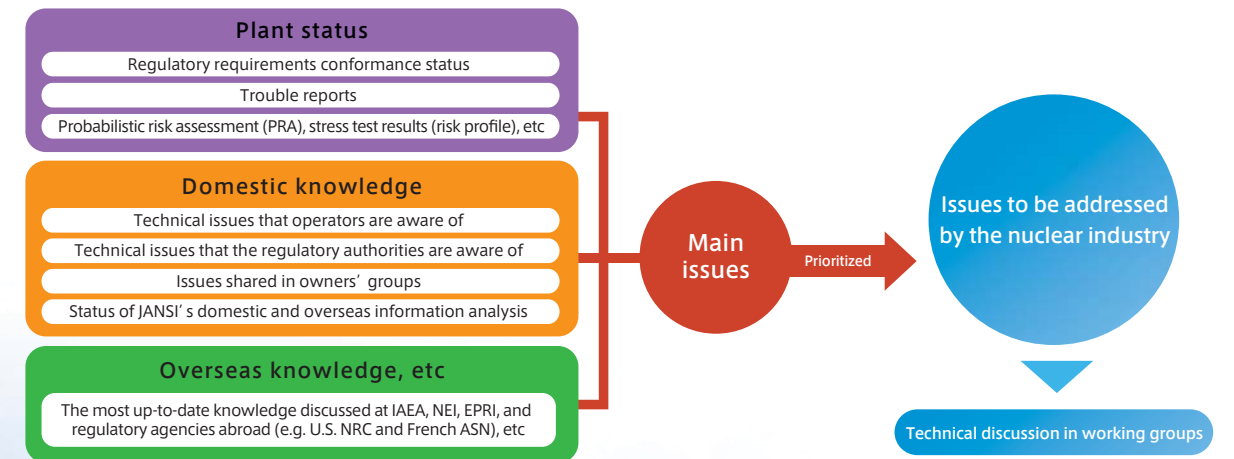 Plant status
Regulatory requirements conformance status
Trouble reports
Probabilistic risk assessment (PRA), stress test results (risk profile), etc
Domestic knowledge
Technical issues that operators are aware of
Technical issues that the regulatory authorities are aware of
Issues shared in owners’ groups
Status of JANSI’s domestic and overseas information analysis
Overseas knowledge, etc
The most up-to-date knowledge discussed at IAEA, NEI, EPRI, and
regulatory agencies abroad (e.g. U.S. NRC and French ASN), etc
Main
issues
Prioritized
Issues to be addressed
by the nuclear industry
Technical discussion in working groups